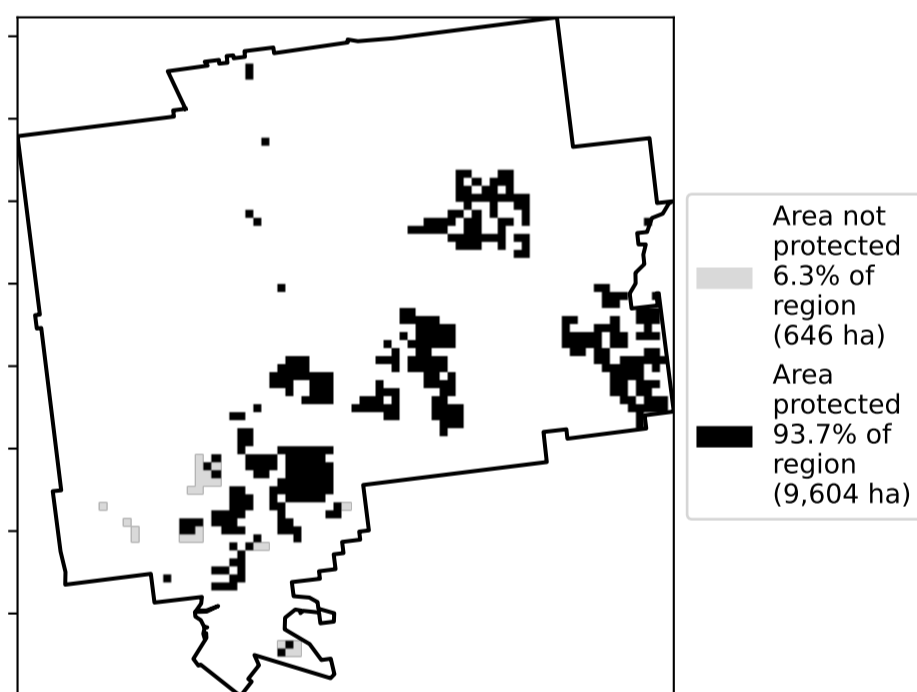 Area not
protected
6.3% of
region
(646 ha)
Area
protected
93.7% of
region
(9,604 ha)